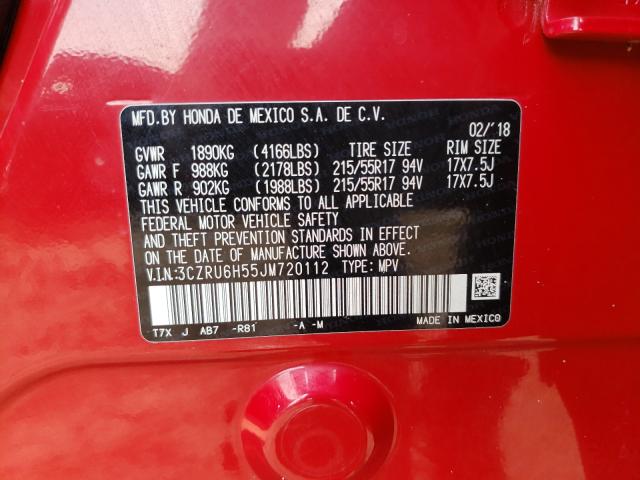 MFD.BY HONDA DE MEXICO S.A. DE C.V.
02/'18
GVWR 1890KG (4166LBS) TIRE SIZE RIM SIZE
GAWR F 988KG (2178LBS) 215/55R17 94V 17X7.5J
GAWR R 902KG (1988LBS) 215/55R17 94V 17X7.5J
THIS VEHICLE CONFORMS TO ALL APPLICABLE
FEDERAL MOTOR VEHICLE SAFETY
AND THEFT PREVENTION STANDARDS IN EFFECT
ON THE DATE OF MANUFACTURE SHOWN ABOVE.
V.I.N:3CZRU6H55JM720112 TYPE: MPV
T7X J AB7 -R81 -A -M MADE IN MEXICO